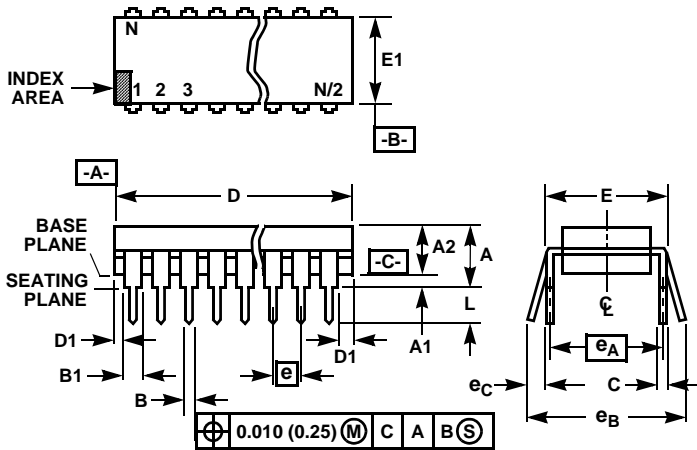 N
INDEX
AREA
1 2 3 N/2
E1
-B-
-A-
D
E
BASE
PLANE
A2
A
-C-
SEATING
PLANE
L
D1
B1
B
e
D1
A1
⌖ 0.010 (0.25) Ⓜ C A B Ⓢ
℄
eA
eC
C
eB